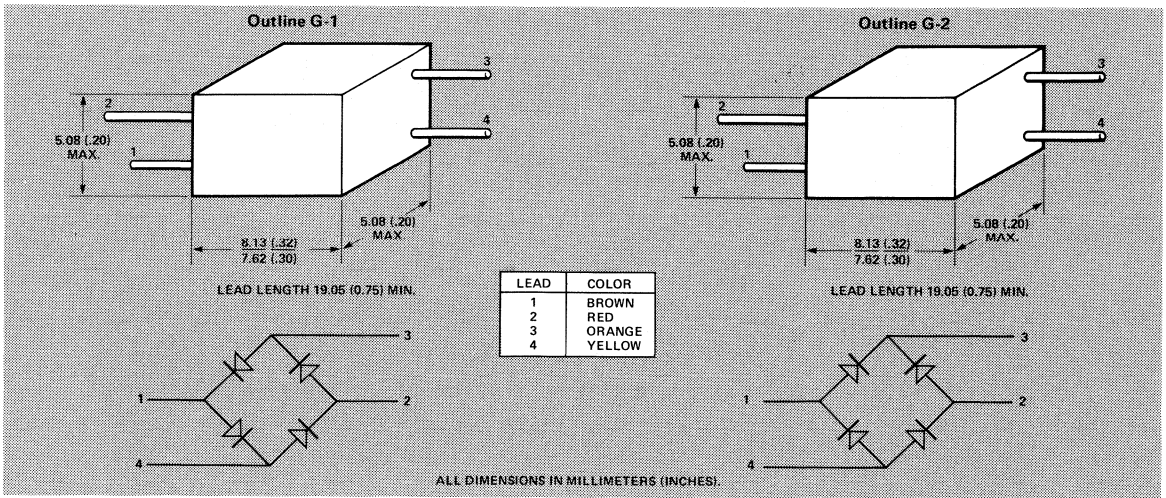 Outline G-1
2
1
3
4
5.08 (.20)
MAX.
5.08 (.20)
MAX.
8.13 (.32)
7.62 (.30)
LEAD LENGTH 19.05 (0.75) MIN.
Outline G-2
2
1
3
4
5.08 (.20)
MAX.
5.08 (.20)
MAX.
8.13 (.32)
7.62 (.30)
LEAD LENGTH 19.05 (0.75) MIN.
LEAD COLOR
1 BROWN
2 RED
3 ORANGE
4 YELLOW
3
1
2
4
3
1
2
4
ALL DIMENSIONS IN MILLIMETERS (INCHES).